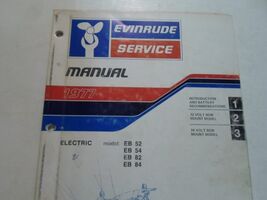 EVINRUDE
SERVICE
MANUAL
1977
INTRODUCTION
AND BATTERY
RECOMMENDATIONS
1
12 VOLT BOW
MOUNT MODEL
2
24 VOLT BOW
MOUNT MODEL
3
ELECTRIC model EB 52
EB 54
EB 82
EB 84